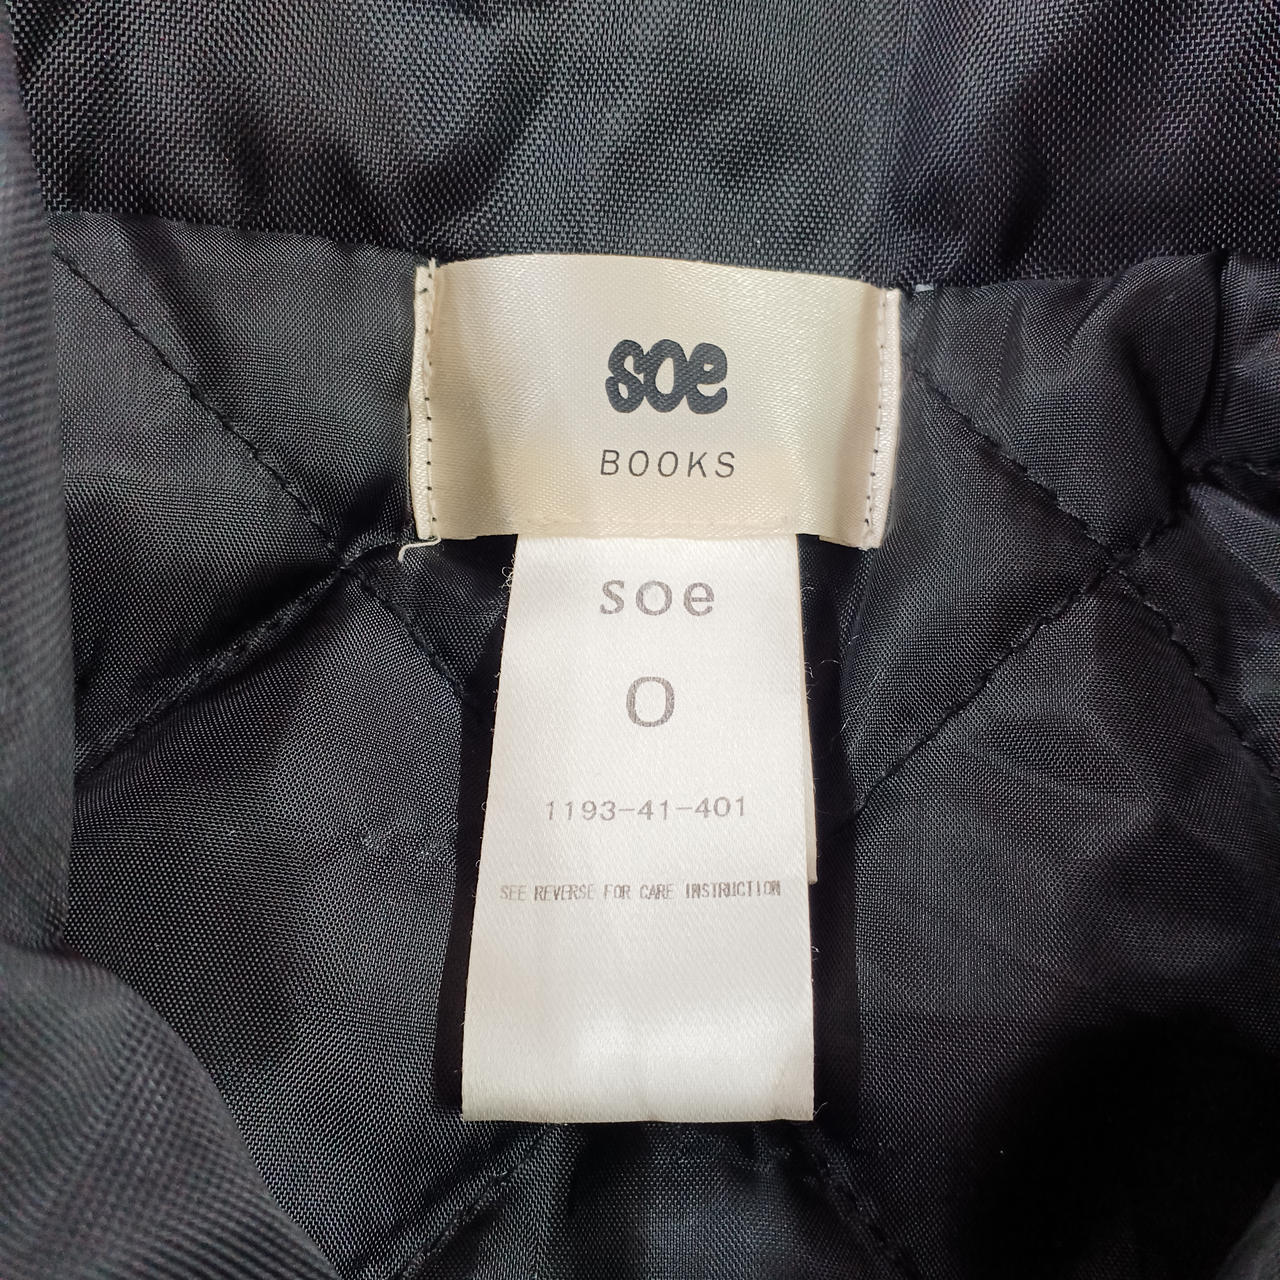 soe
BOOKS
soe
0
1193-41-401
SEE REVERSE FOR CARE INSTRUCTION